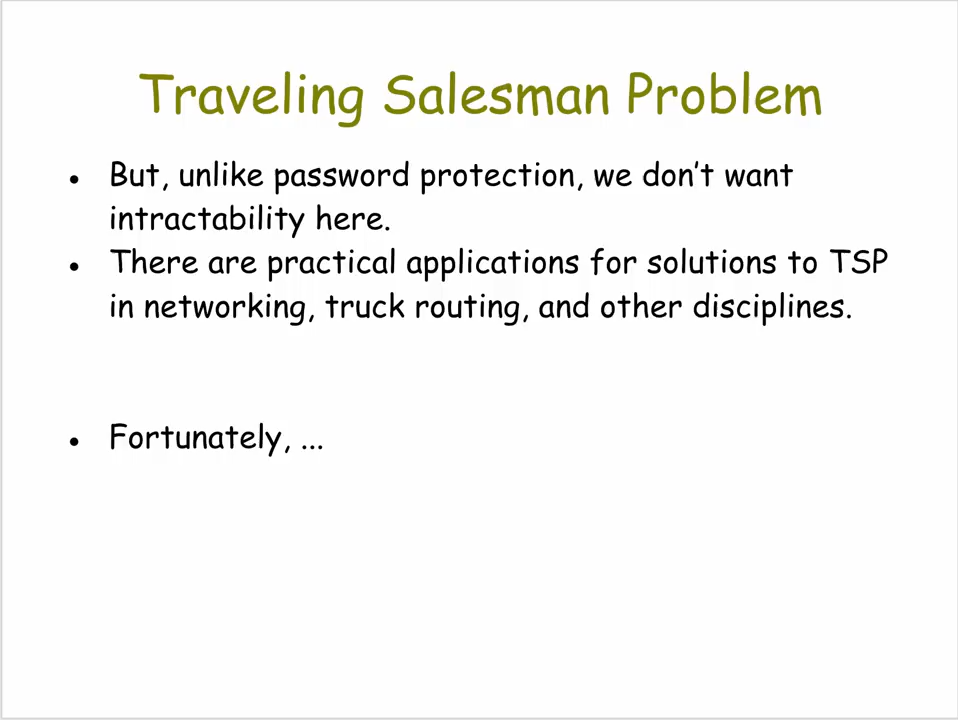 Traveling Salesman Problem
• But, unlike password protection, we don't want
intractability here.
• There are practical applications for solutions to TSP
in networking, truck routing, and other disciplines.
• Fortunately, ...